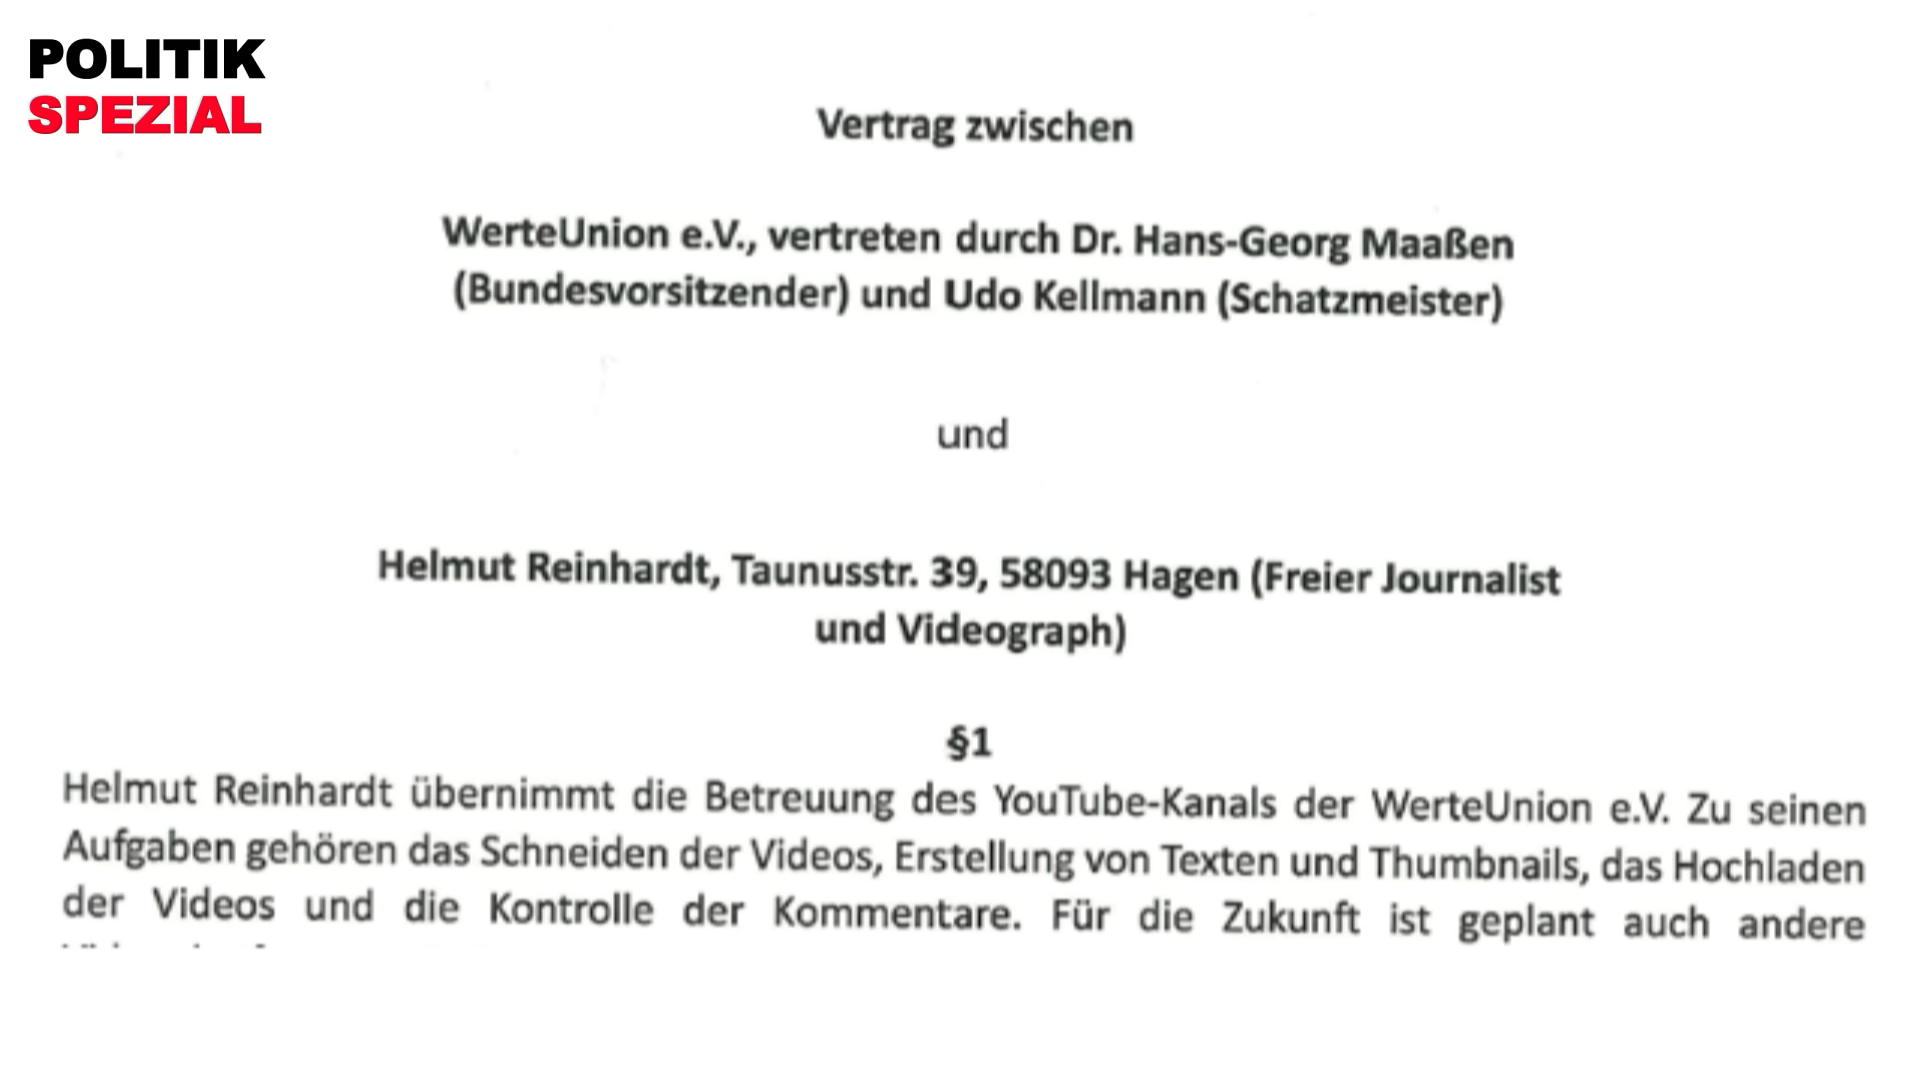 POLITIK
SPEZIAL
Vertrag zwischen
WerteUnion e.V., vertreten durch Dr. Hans-Georg Maaßen
(Bundesvorsitzender) und Udo Kellmann (Schatzmeister)
und
Helmut Reinhardt, Taunusstr. 39, 58093 Hagen (Freier Journalist
und Videograph)
§1
Helmut Reinhardt übernimmt die Betreuung des YouTube-Kanals der WerteUnion e.V. Zu seinen
Aufgaben gehören das Schneiden der Videos, Erstellung von Texten und Thumbnails, das Hochladen
der Videos und die Kontrolle der Kommentare. Für die Zukunft ist geplant auch andere